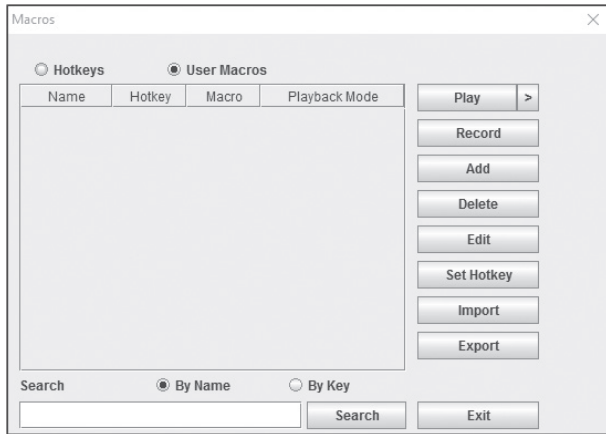 Macros
Hotkeys User Macros
Name Hotkey Macro Playback Mode
Play >
Record
Add
Delete
Edit
Set Hotkey
Import
Export
Search By Name By Key
Search Exit